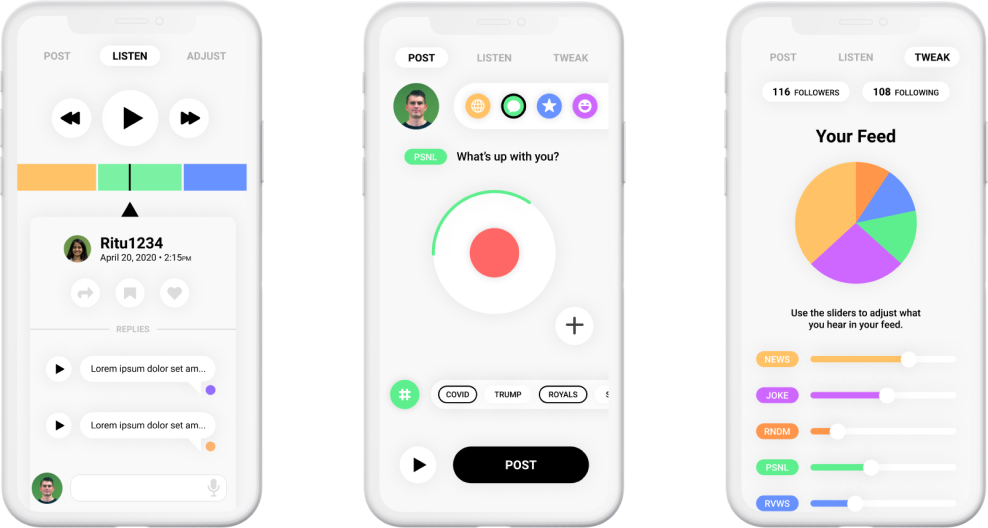 POST LISTEN ADJUST
Ritu1234
April 20, 2020 • 2:15PM
REPLIES
Lorem ipsum dolor set am...
Lorem ipsum dolor set am...
POST LISTEN TWEAK
PSNL What's up with you?
# COVID TRUMP ROYALS
POST
POST LISTEN TWEAK
116 FOLLOWERS 108 FOLLOWING
Your Feed
Use the sliders to adjust what
you hear in your feed.
NEWS
JOKE
RNDM
PSNL
RVWS